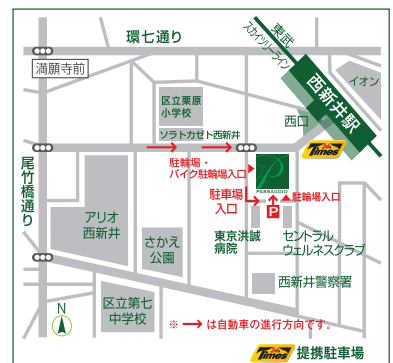 環七通り
東武
スカイツリーライン
満願寺前
西新井駅
イオン
区立栗原
小学校
西口
ソラトカゼト西新井
Times
尾竹橋通り
駐輪場・
バイク駐輪場入口
P
PASSAGGIO
駐車場
入口
駐輪場入口
P
アリオ
西新井
さかえ
公園
東京洪誠
病院
セントラル
ウェルネスクラブ
西新井警察署
区立第七
中学校
N
※→は自動車の進行方向です。
Times 提携駐車場